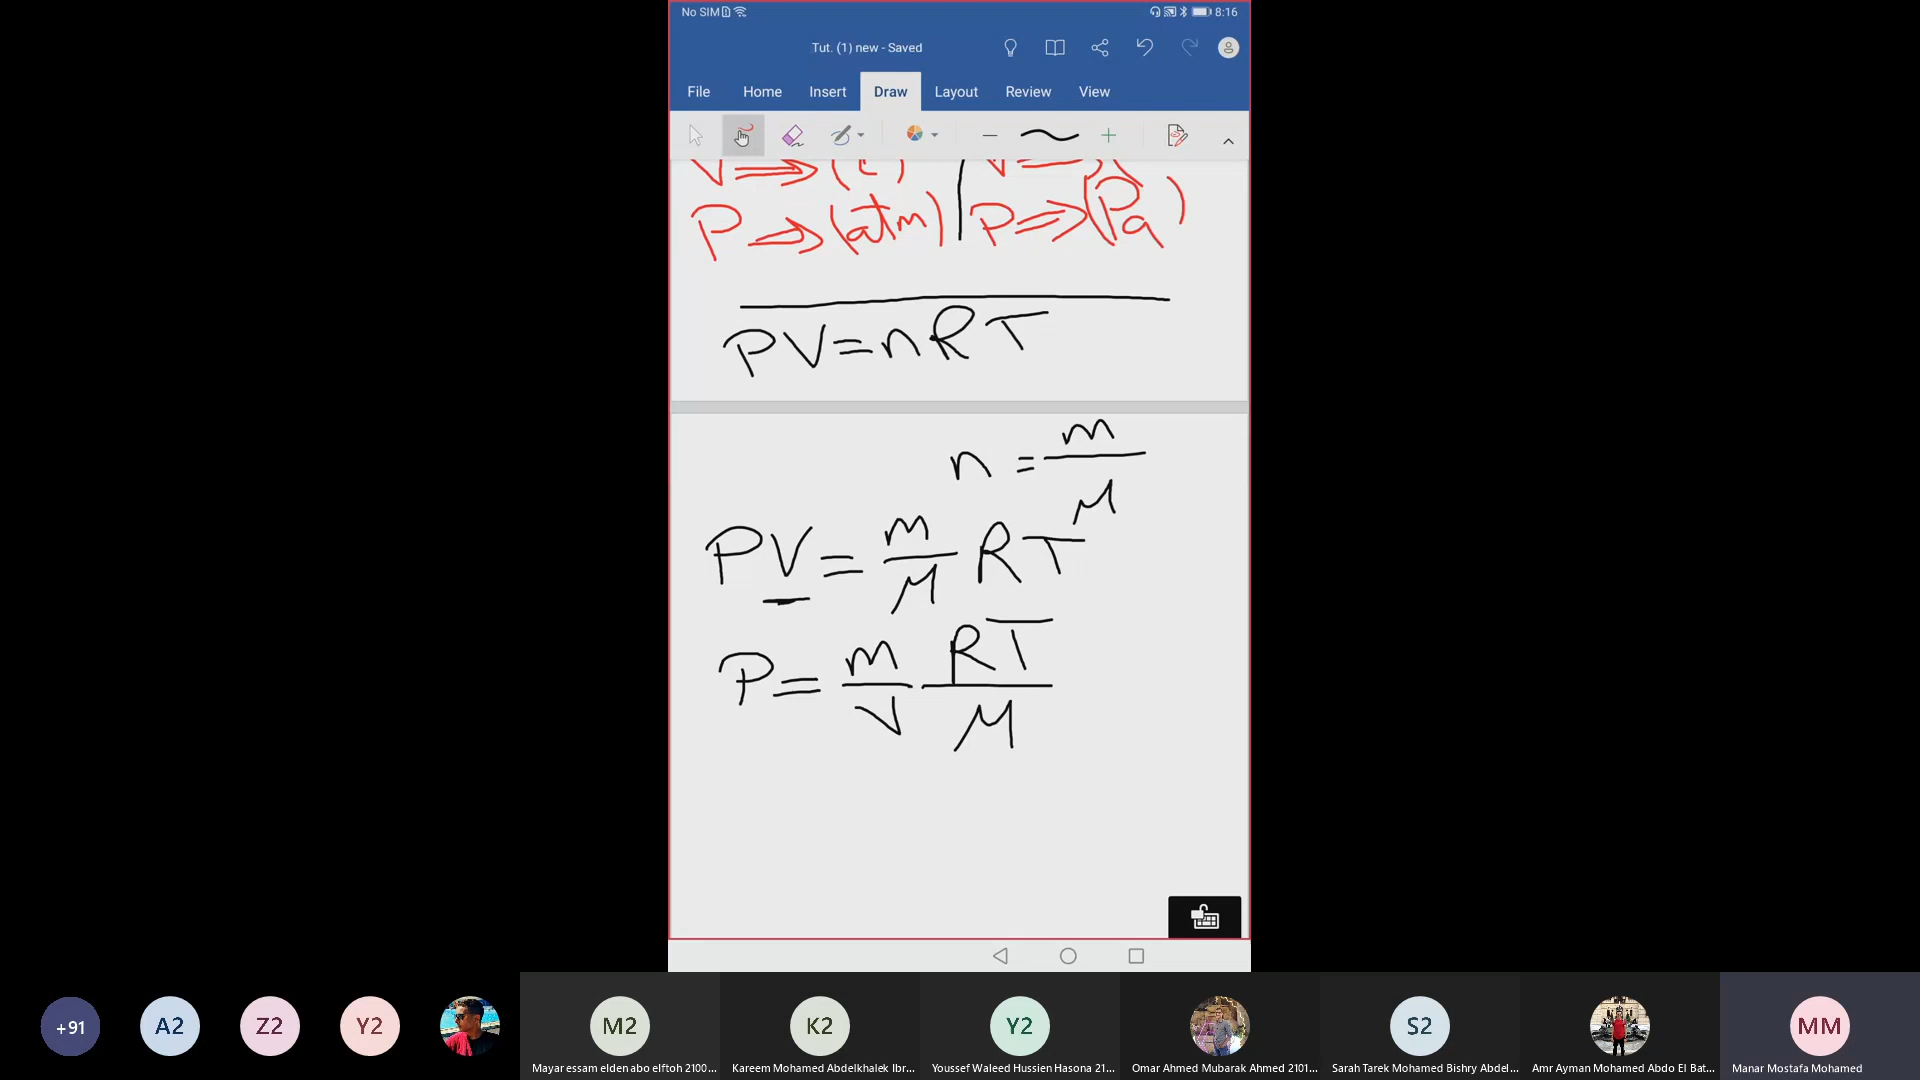 No SIM 8:16
Tut. (1) new - Saved
File Home Insert Draw Layout Review View
P ⇒ (atm) | P ⇒ (Pa)
PV = nRT
n = m/M
PV = m/M RT
P = m/V RT/M
+91 A2 Z2 Y2 M2 K2 Y2 S2 MM
Mayar essam elden abo elftoh 2100... Kareem Mohamed Abdelkhalek Ibr... Youssef Waleed Hussien Hasona 21... Omar Ahmed Mubarak Ahmed 2101... Sarah Tarek Mohamed Bishry Abdel... Amr Ayman Mohamed Abdo El Bat... Manar Mostafa Mohamed